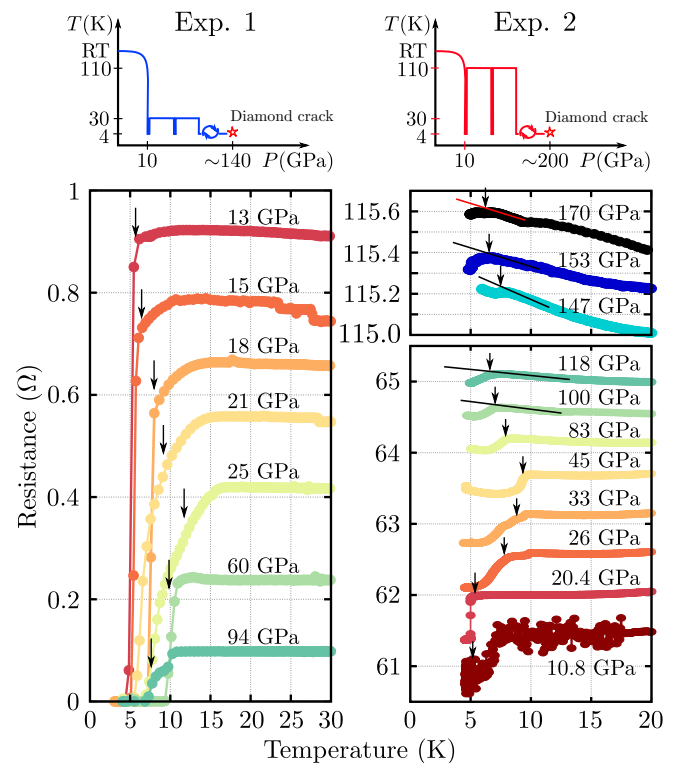 Exp. 1
T(K)
RT
110
30
4
Diamond crack
10
~140
P(GPa)
Exp. 2
T(K)
RT
110
30
4
Diamond crack
10
~200
P(GPa)
1
0.8
0.6
0.4
0.2
0
Resistance (Ω)
13 GPa
15 GPa
18 GPa
21 GPa
25 GPa
60 GPa
94 GPa
0 5 10 15 20 25 30
115.6
115.4
115.2
115.0
170 GPa
153 GPa
147 GPa
65
64
63
62
61
118 GPa
100 GPa
83 GPa
45 GPa
33 GPa
26 GPa
20.4 GPa
10.8 GPa
0 5 10 15 20
Temperature (K)